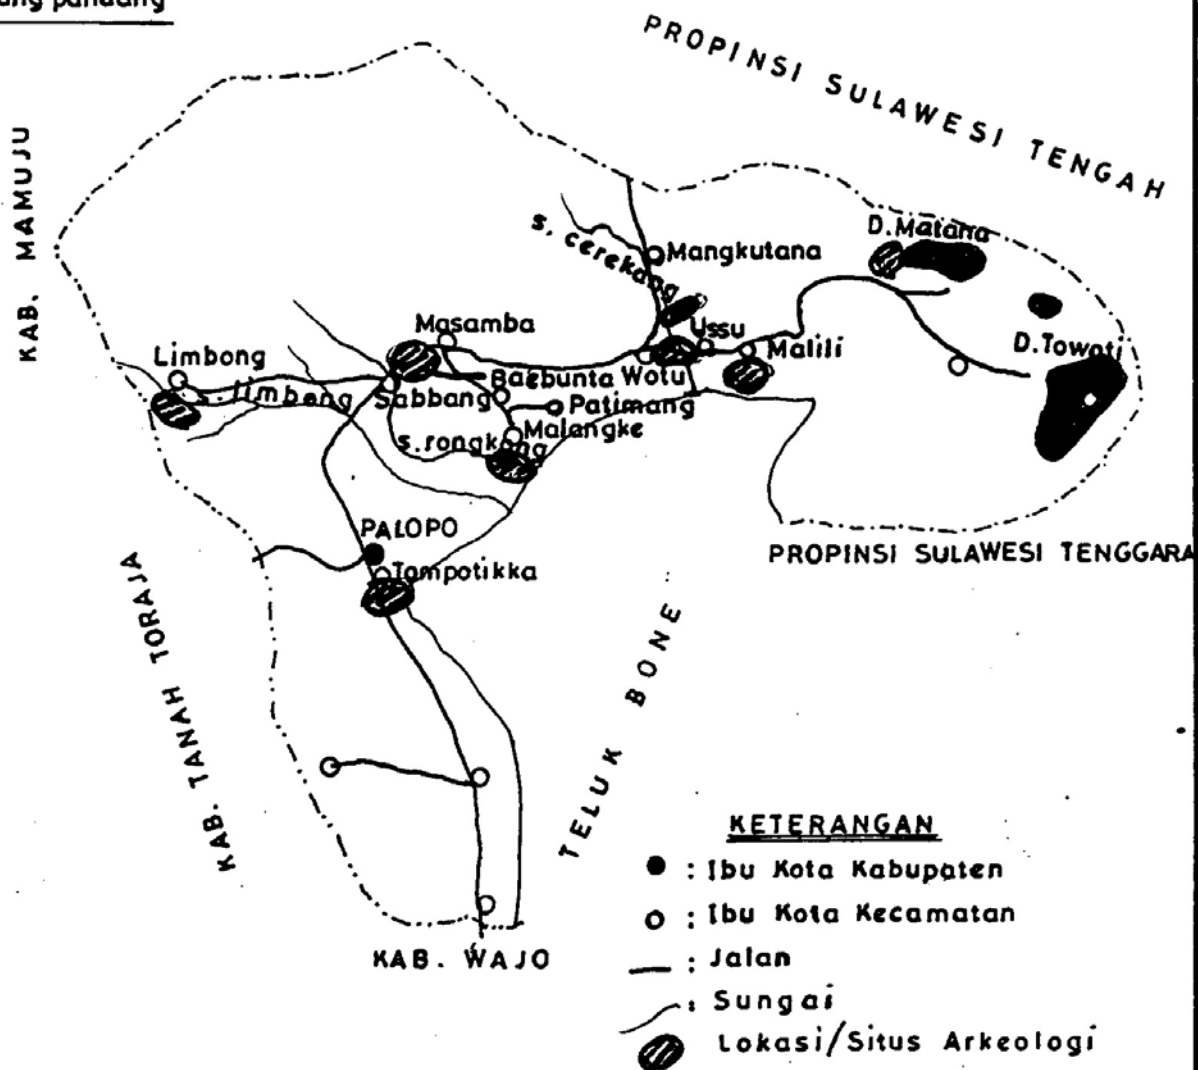 pandang
PROPINSI SULAWESI TENGAH
KAB. MAMUJU
D.Matana
S. cerekang
Mangkutana
Masamba
Ussu
Malili
D.Towoti
Limbong
S. limbong
Sabbang
Baebunta
Wotu
Patimang
Malangke
s.rongkong
PALOPO
Tompotikka
PROPINSI SULAWESI TENGGARA
KAB. TANAH TORAJA
TELUK BONE
KAB. WAJO
KETERANGAN
: Ibu Kota Kabupaten
: Ibu Kota Kecamatan
: Jalan
: Sungai
Lokasi/Situs Arkeologi